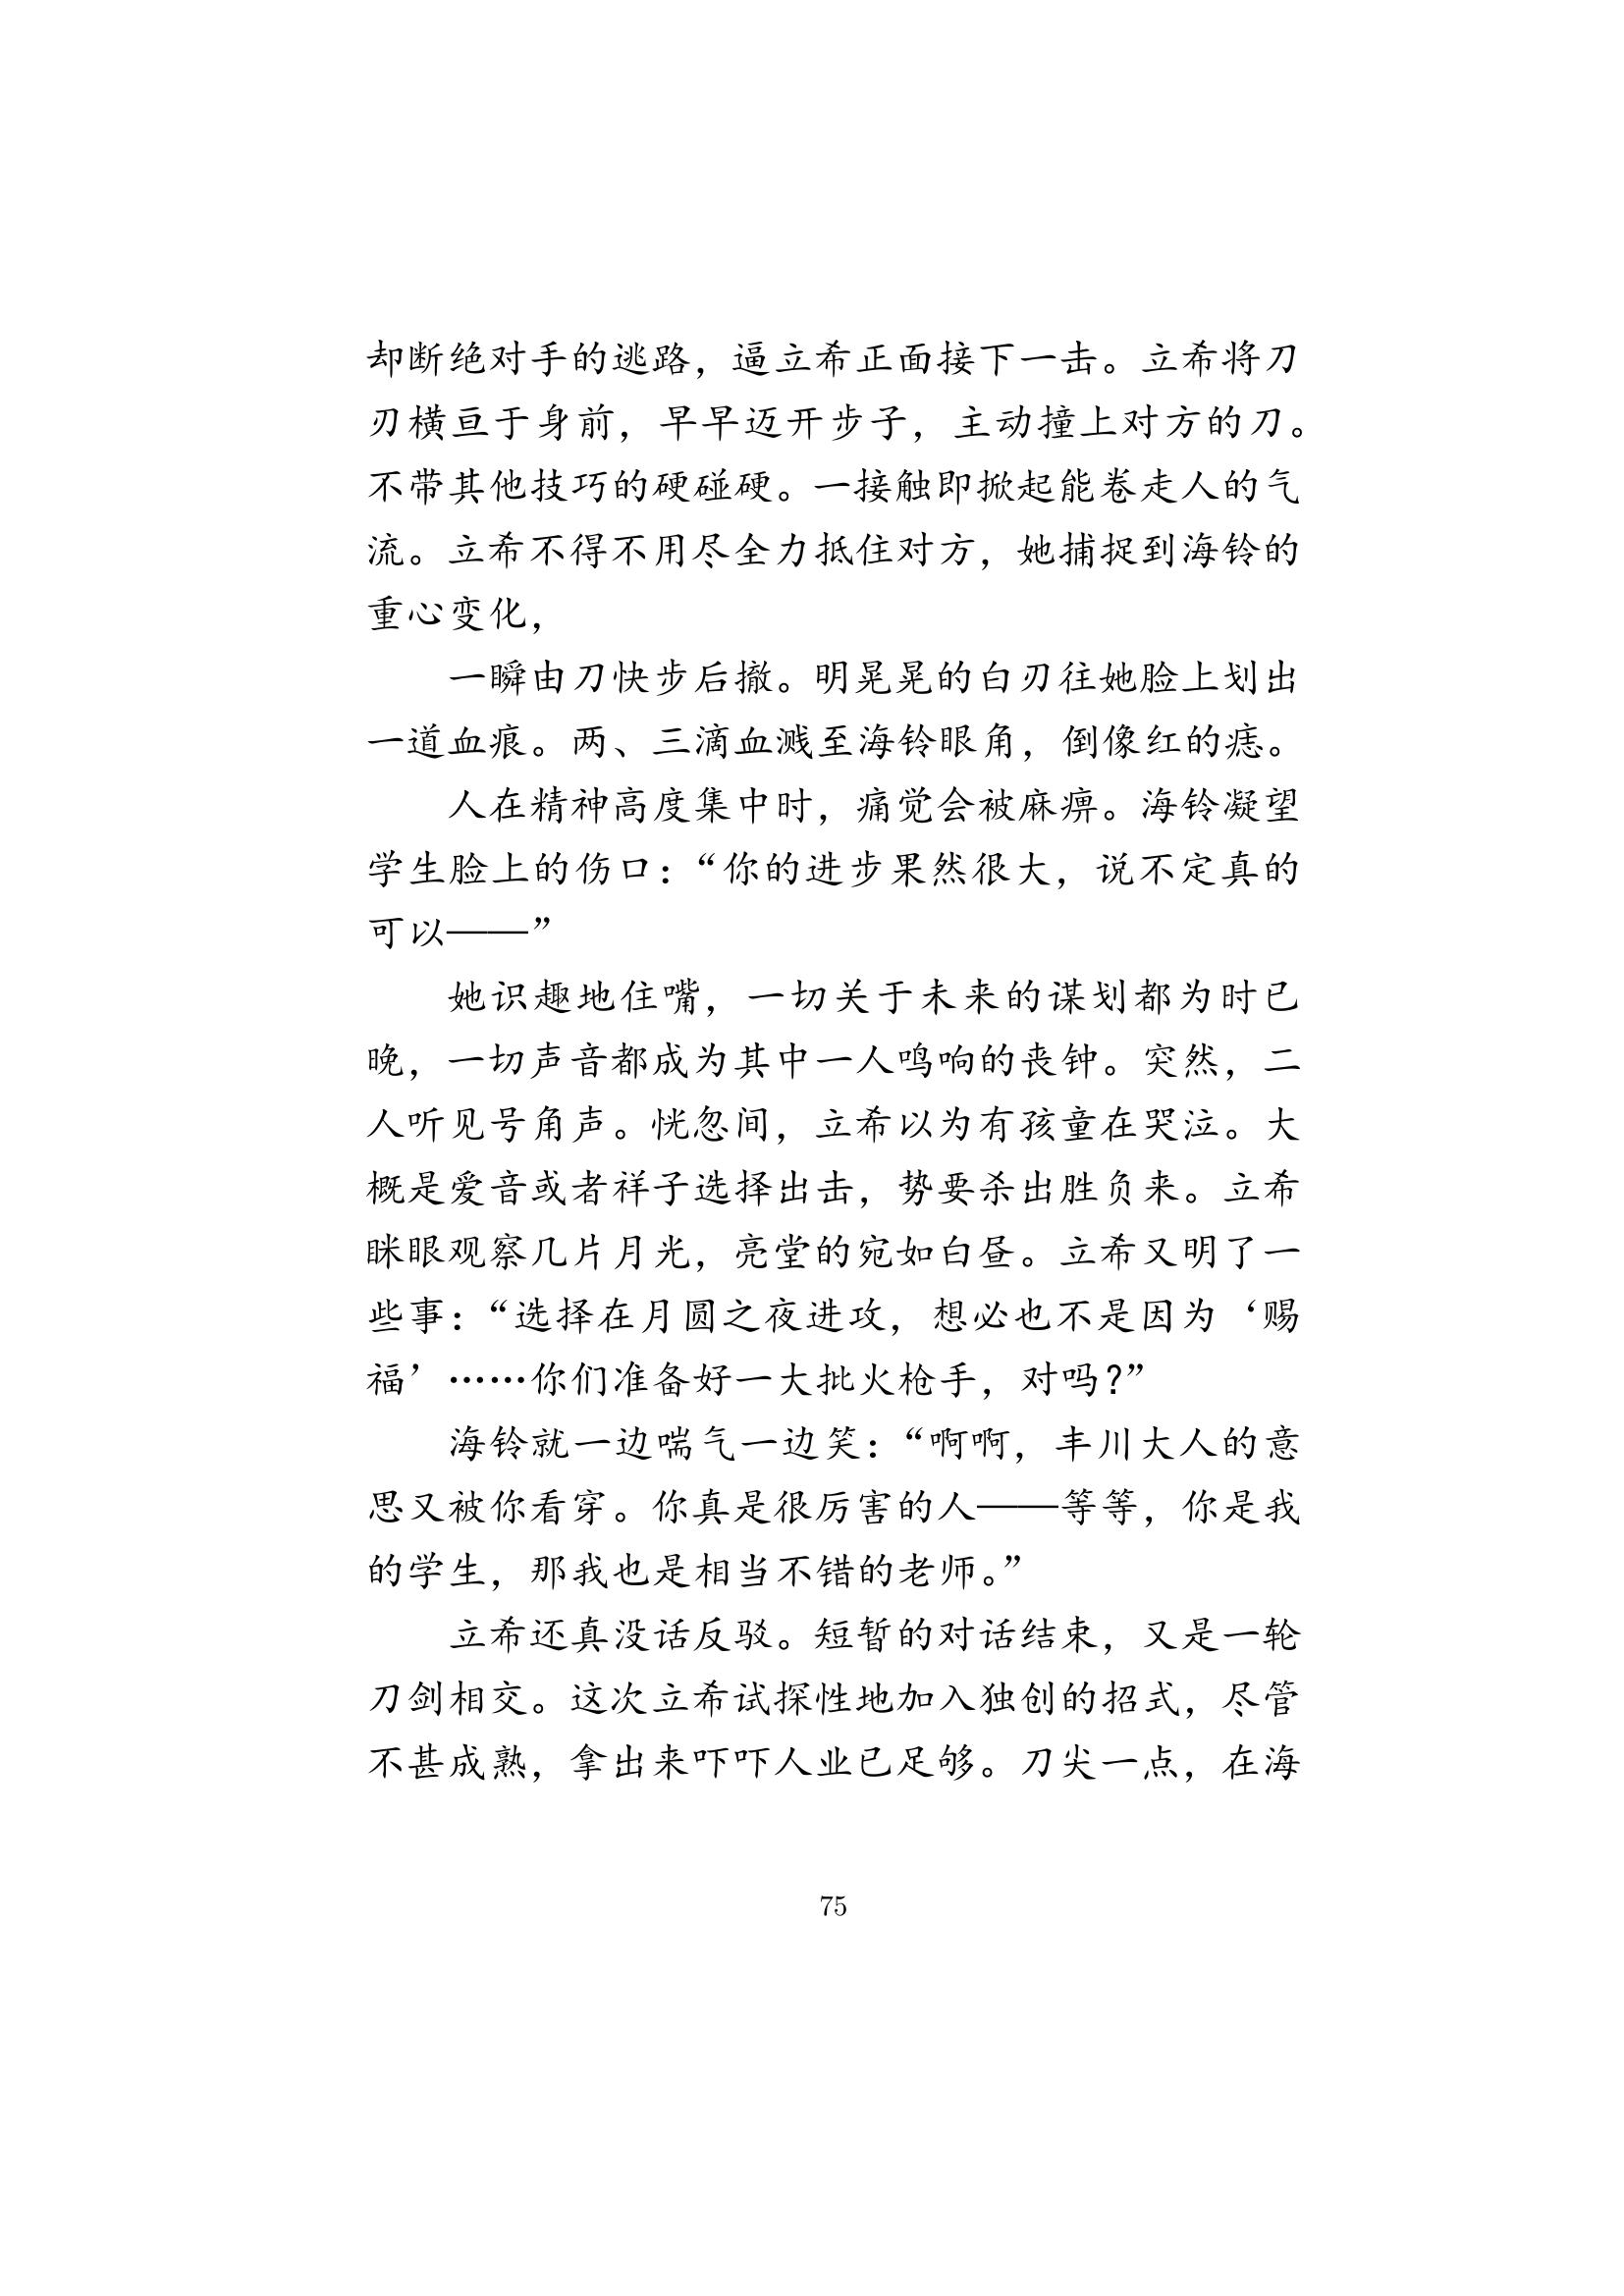 却断绝对手的逃路，逼立希正面接下一击。立希将刀
刃横亘于身前，早早迈开步子，主动撞上对方的刀。
不带其他技巧的硬碰硬。一接触即掀起能卷走人的气
流。立希不得不用尽全力抵住对方，她捕捉到海铃的
重心变化，
一瞬由刀快步后撤。明晃晃的白刃往她脸上划出
一道血痕。两、三滴血溅至海铃眼角，倒像红的痣。
人在精神高度集中时，痛觉会被麻痹。海铃凝望
学生脸上的伤口：“你的进步果然很大，说不定真的
可以——”
她识趣地住嘴，一切关于未来的谋划都为时已
晚，一切声音都成为其中一人鸣响的丧钟。突然，二
人听见号角声。恍忽间，立希以为有孩童在哭泣。大
概是爱音或者祥子选择出击，势要杀出胜负来。立希
眯眼观察几片月光，亮堂的宛如白昼。立希又明了一
些事：“选择在月圆之夜进攻，想必也不是因为‘赐
福’……你们准备好一大批火枪手，对吗？”
海铃就一边喘气一边笑：“啊啊，丰川大人的意
思又被你看穿。你真是很厉害的人——等等，你是我
的学生，那我也是相当不错的老师。”
立希还真没话反驳。短暂的对话结束，又是一轮
刀剑相交。这次立希试探性地加入独创的招式，尽管
不甚成熟，拿出来吓吓人业已足够。刀尖一点，在海
75